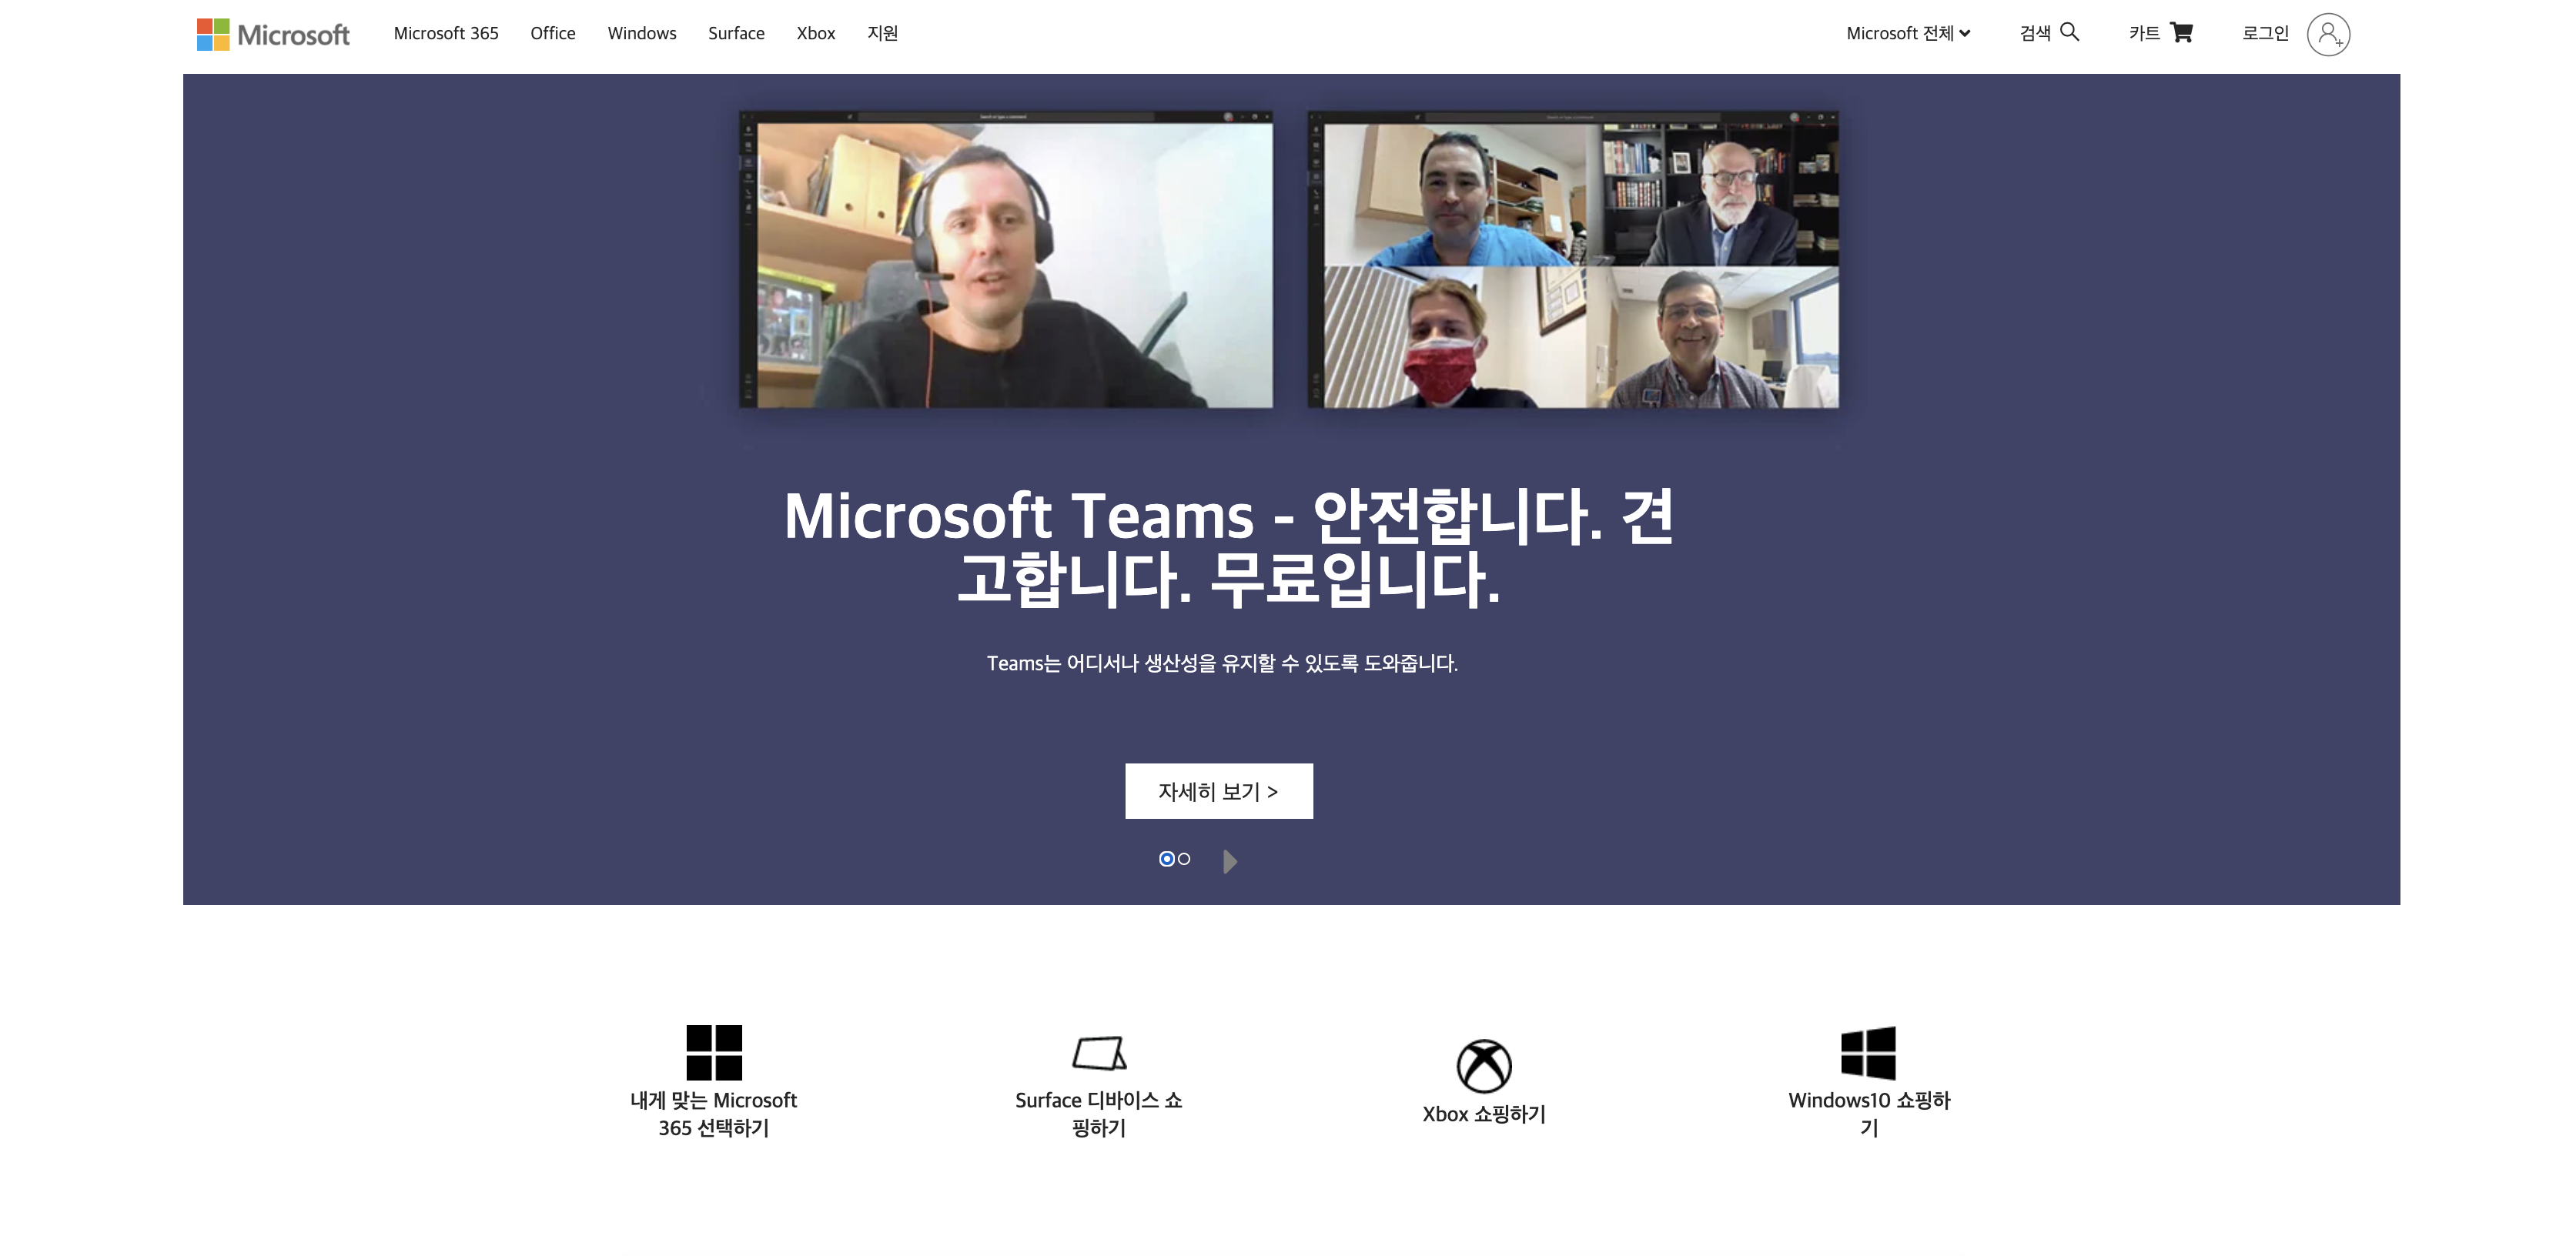 Microsoft
Microsoft 365
Office
Windows
Surface
Xbox
지원
Microsoft 전체
검색
카트
로그인
Microsoft Teams - 안전합니다. 견
고합니다. 무료입니다.
Teams는 어디서나 생산성을 유지할 수 있도록 도와줍니다.
자세히 보기 >
내게 맞는 Microsoft
365 선택하기
Surface 디바이스 쇼
핑하기
Xbox 쇼핑하기
Windows10 쇼핑하
기